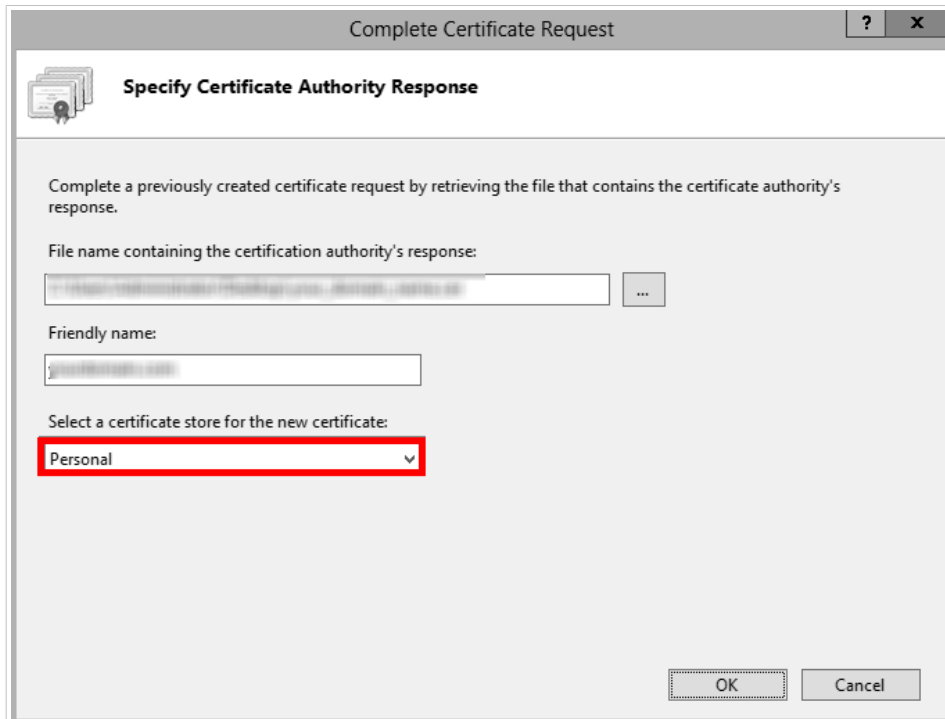 Complete Certificate Request
?
x
Specify Certificate Authority Response
Complete a previously created certificate request by retrieving the file that contains the certificate authority's
response.
File name containing the certification authority's response:
...
Friendly name:
Select a certificate store for the new certificate:
Personal
OK
Cancel